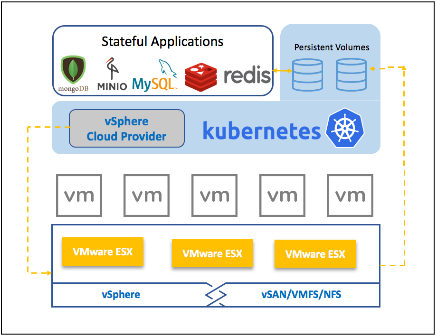 Stateful Applications
Persistent Volumes
mongoDB
MINIO
MySQL
redis
vSphere
Cloud Provider
kubernetes
vm
vm
vm
vm
vm
VMware ESX
VMware ESX
VMware ESX
vSphere
vSAN/VMFS/NFS